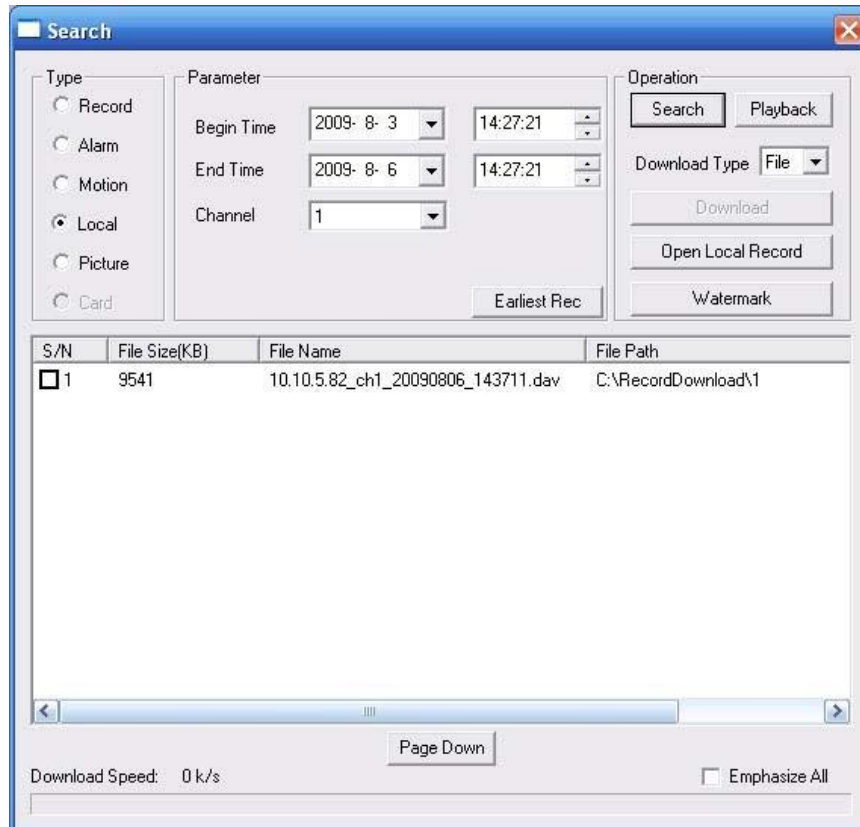 Search
Type
Record
Alarm
Motion
Local
Picture
Card
Parameter
Begin Time 2009- 8- 3 14:27:21
End Time 2009- 8- 6 14:27:21
Channel 1
Earliest Rec
Operation
Search Playback
Download Type File
Download
Open Local Record
Watermark
S/N File Size(KB) File Name File Path
1 9541 10.10.5.82_ch1_20090806_143711.dav C:\RecordDownload\1
Page Down
Download Speed: 0 k/s Emphasize All